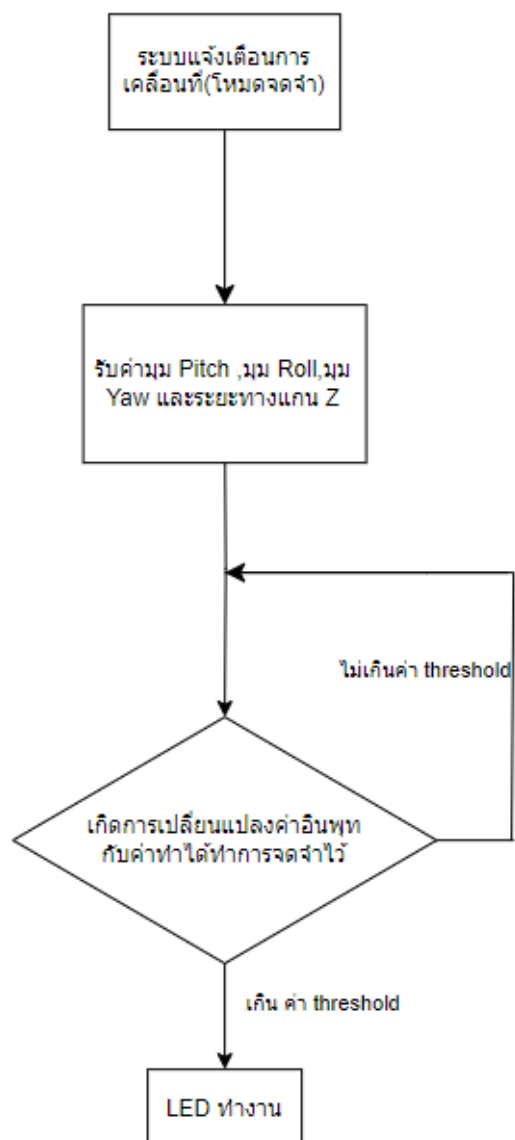 ระบบแจ้งเตือนการ
เคลื่อนที่(โหมดจดจำ)
รับค่ามุม Pitch ,มุม Roll,มุม
Yaw และระยะทางแกน Z
ไม่เกินค่า threshold
เกิดการเปลี่ยนแปลงค่าอินพุท
กับค่าทำได้ทำการจดจำไว้
เกิน ค่า threshold
LED ทำงาน